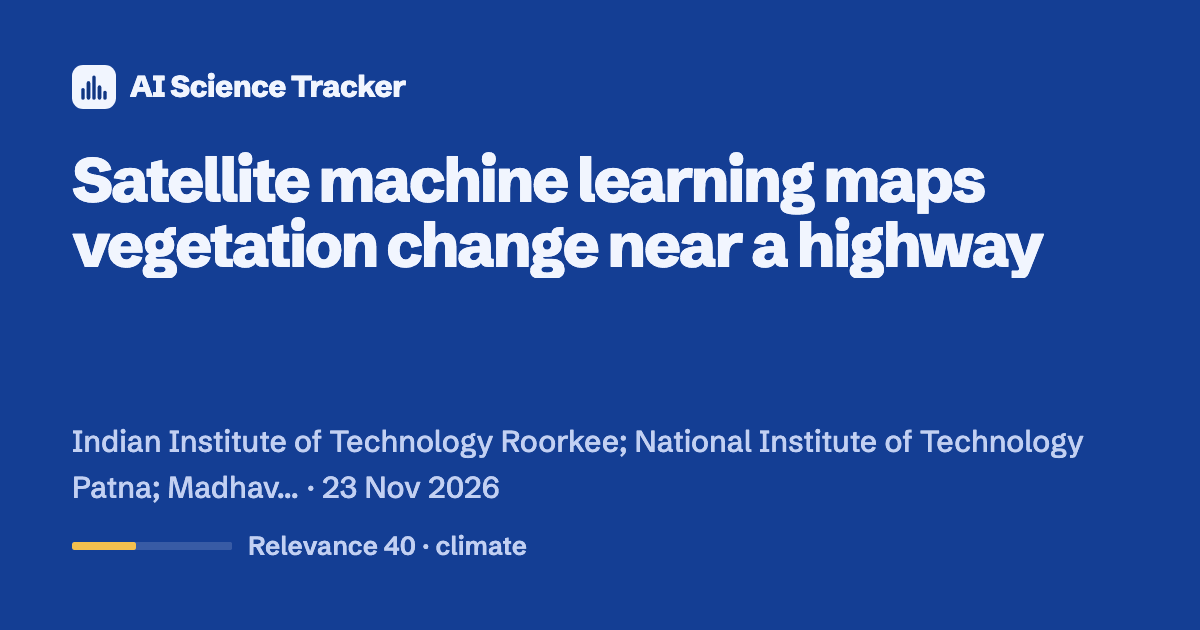 AI Science Tracker
Satellite machine learning maps
vegetation change near a highway
Indian Institute of Technology Roorkee; National Institute of Technology
Patna; Madhav... · 23 Nov 2026
Relevance 40 · climate